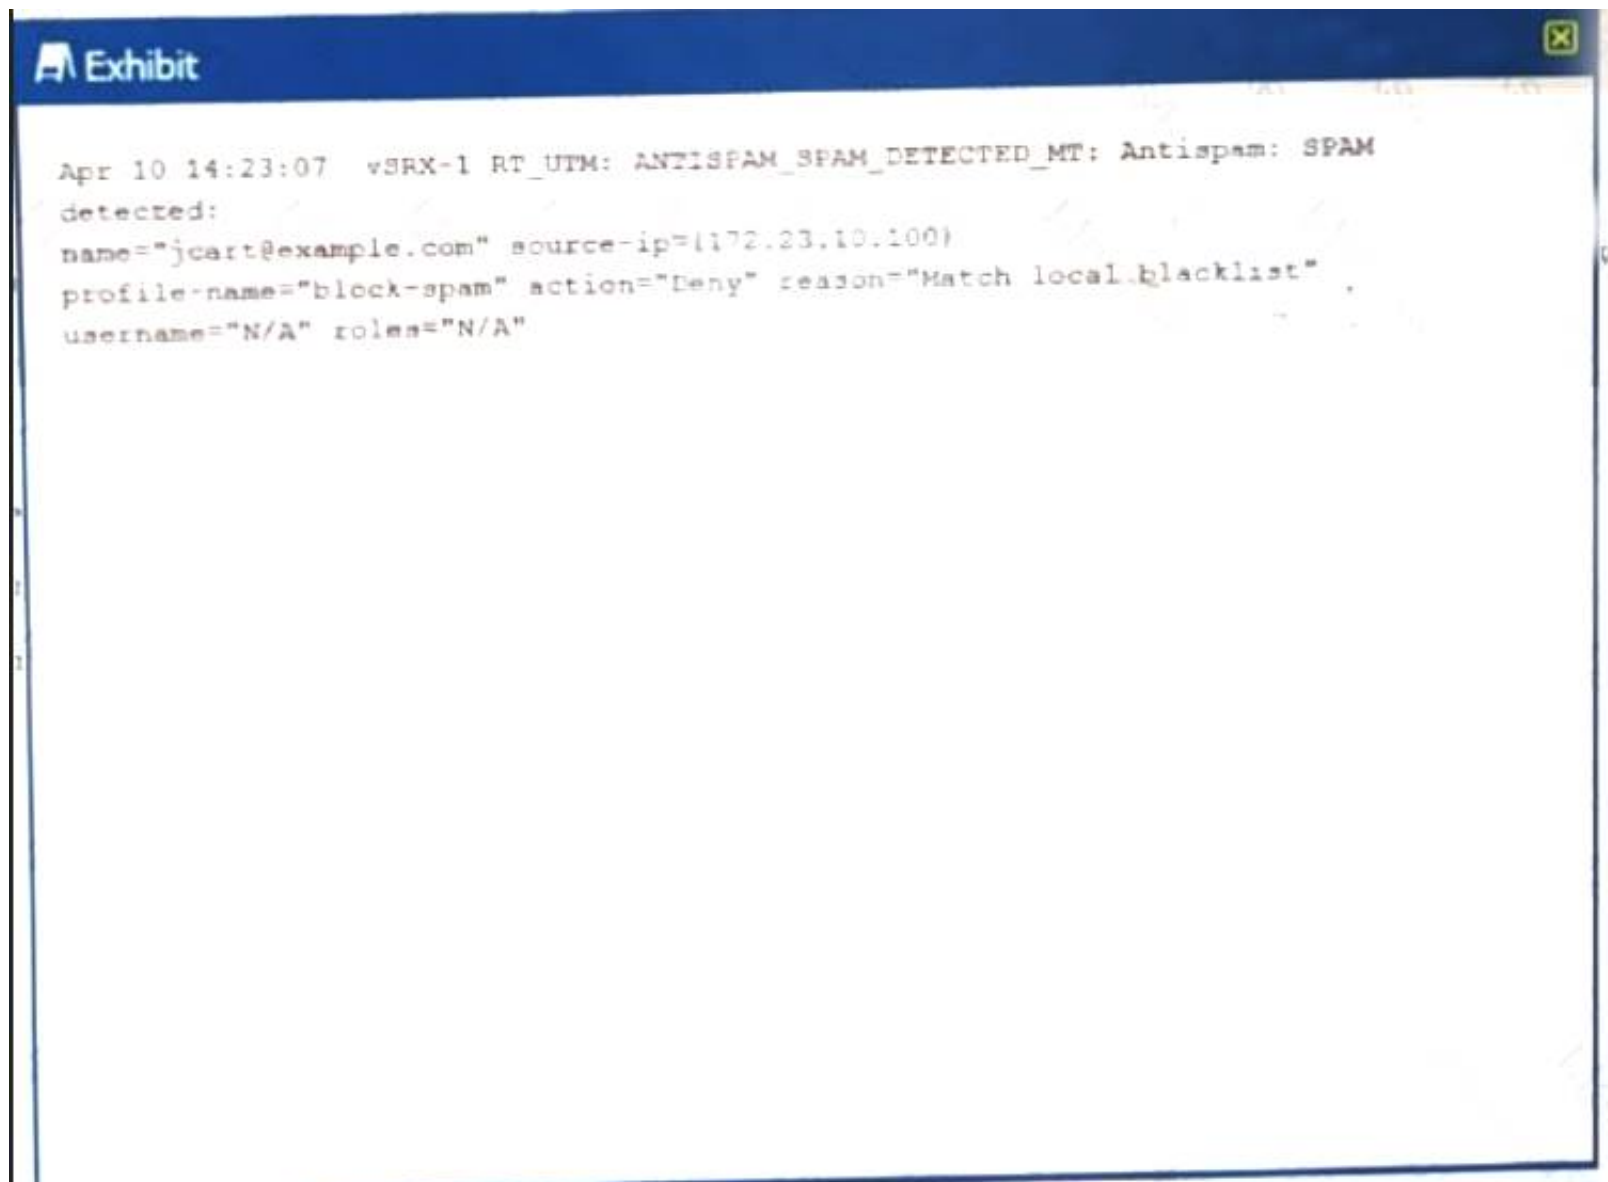 Exhibit
Apr 10 14:23:07 vSRX-1 RT_UTM: ANTISPAM_SPAM_DETECTED_MT: Antispam: SPAM
detected:
name="jcart@example.com" source-ip=(172.23.10.100)
profile-name="block-spam" action="Deny" reason="Match local blacklist"
username="N/A" roles="N/A"